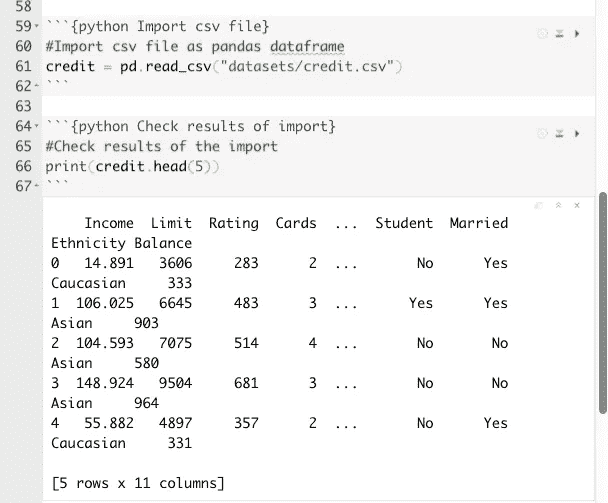 58
59 ```{python Import csv file}
60 #Import csv file as pandas dataframe
61 credit = pd.read_csv("datasets/credit.csv")
62 ```
63
64 ```{python Check results of import}
65 #Check results of the import
66 print(credit.head(5))
67 ```
Income Limit Rating Cards ... Student Married
Ethnicity Balance
0 14.891 3606 283 2 ... No Yes
Caucasian 333
1 106.025 6645 483 3 ... Yes Yes
Asian 903
2 104.593 7075 514 4 ... No No
Asian 580
3 148.924 9504 681 3 ... No No
Asian 964
4 55.882 4897 357 2 ... No Yes
Caucasian 331
[5 rows x 11 columns]